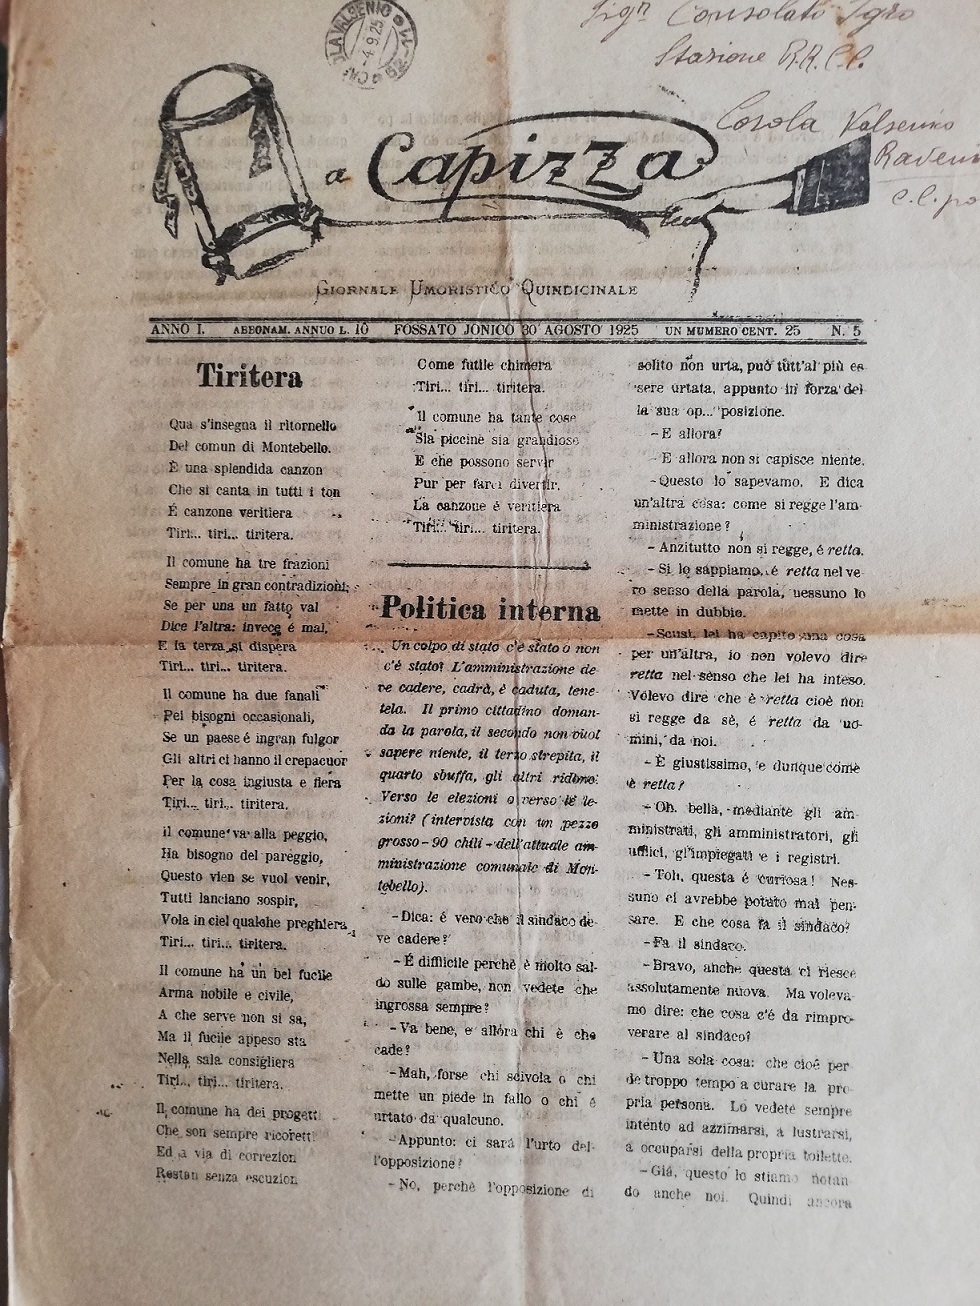 Sign Consolato Sgro
Stazione R.R. C.C.
Casola Valsenio
Raven
-4.9.25
a Capizza
Giornale Umoristico Quindicinale
ANNO I. ABBONAM. ANNUO L. 10 FOSSATO JONICO 30 AGOSTO 1925 UN MUMERO CENT. 25 N. 5
Tiritera
Qua s'insegna il ritornello
Del comun di Montebello.
È una splendida canzon
Che si canta in tutti i ton
É canzone veritiera
Tiri... tiri... tiritera.
Il comune ha tre frazioni
Sempre in gran contradizioni;
Se per una un fatto val
Dice l'altra: invece é mal,
E la terza si dispera
Tiri... tiri... tiritera.
Il comune ha due fanali
Pei bisogni occasionali,
Se un paese é in gran fulgor
Gli altri ci hanno il crepacuor
Per la cosa ingiusta e fiera
Tiri... tiri... tiritera.
il comune va alla peggio,
Ha bisogno del pareggio,
Questo vien se vuol venir,
Tutti lanciano sospir,
Vola in ciel qualche preghiera
Tiri... tiri... tiritera.
Il comune ha un bel fucile
Arma nobile e civile,
A che serve non si sa,
Ma il fucile appeso sta
Nella sala consigliera
Tiri... tiri... tiritera.
Il comune ha dei progetti
Che son sempre ricoretti
Ed a via di correzion
Restan senza escuzion
Come futile chimera
Tiri... tiri... tiritera.
Il comune ha tante cose
Sia piccine sia grandiose
E che possono servir
Pur per farci divertir.
La canzone é veritiera
Tiri... tiri... tiritera.
Politica interna
Un colpo di stato c'è stato o non
c'è stato? L'amministrazione de-
ve cadere, cadrà, è caduta, tene-
tela. Il primo cittadino doman-
da la parola, il secondo non vuol
sapere niente, il terzo strepita, il
quarto sbuffa, gli altri ridono.
Verso le elezioni o verso le le-
zioni? (intervista con un pezzo
grosso - 90 chili - dell'attuale am-
ministrazione comunale di Mon-
tebello).
- Dica: é vero che il sindaco de-
ve cadere?
- É difficile perchè è molto sal-
do sulle gambe, non vedete che
ingrossa sempre?
- Va bene, e allora chi è che
cade?
- Mah, forse chi scivola o chi
mette un piede in fallo o chi é
urtato da qualcuno.
- Appunto: ci sará l'urto del-
l'opposizione?
- No, perchè l'opposizione di
solito non urta, può tutt'al più es
sere urtata, appunto in forza del
la sua op... posizione.
- E allora?
- E allora non si capisce niente.
- Questo lo sapevamo. E dica
un'altra cosa: come si regge l'am-
ministrazione?
- Anzitutto non si regge, é retta.
- Si lo sappiamo, é retta nel ve-
ro senso della parola, nessuno lo
mette in dubbio.
- Scusi, lei ha capito una cosa
per un'altra, io non volevo dire
retta nel senso che lei ha inteso.
Volevo dire che è retta cioè non
si regge da sè, é retta da uo-
mini, da noi.
- È giustissimo, e dunque come
è retta?
- Oh, bella, mediante gli am-
ministrati, gli amministratori, gli
uffici, gl'impiegati e i registri.
- Toh, questa é curiosa! Nes-
suno ci avrebbe potuto mai pen-
sare. E che cosa fa il sindaco?
- Fa il sindaco.
- Bravo, anche questa ci riesce
assolutamente nuova. Ma voleva-
mo dire: che cosa c'é da rimpro-
verare al sindaco?
- Una sola cosa: che cioé per
de troppo tempo a curare la pro
pria persona. Lo vedete sempre
intento ad azzimarsi, a lustrarsi,
a occuparsi della propria toilette.
- Giá, questo lo stiamo notan
do anche noi. Quindi ancora